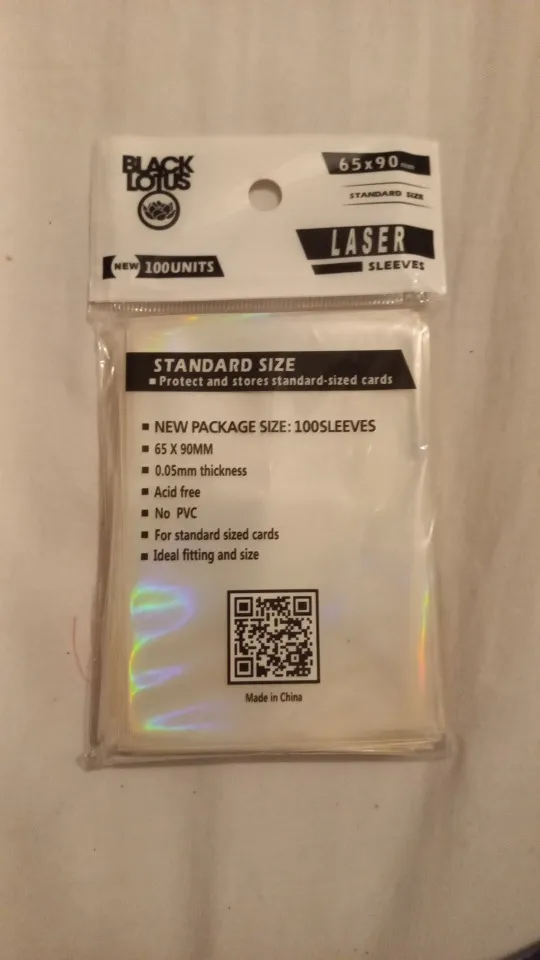 BLACK
LOTUS
65x90mm
STANDARD SIZE
LASER
SLEEVES
NEW 100UNITS
STANDARD SIZE
▪ Protect and stores standard-sized cards
▪ NEW PACKAGE SIZE: 100SLEEVES
▪ 65 X 90MM
▪ 0.05mm thickness
▪ Acid free
▪ No PVC
▪ For standard sized cards
▪ Ideal fitting and size
Made in China